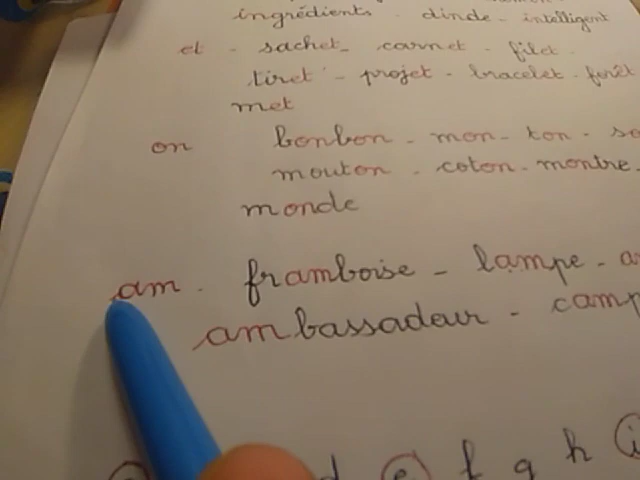 ingrédients - dinde - intelligent
et - sachet - carnet - filet -
tiret - projet - bracelet - forêt
met
on bonbon - mon - ton -
mouton - coton - montre -
monde
am - framboise - lampe -
ambassadeur -
e f g h i